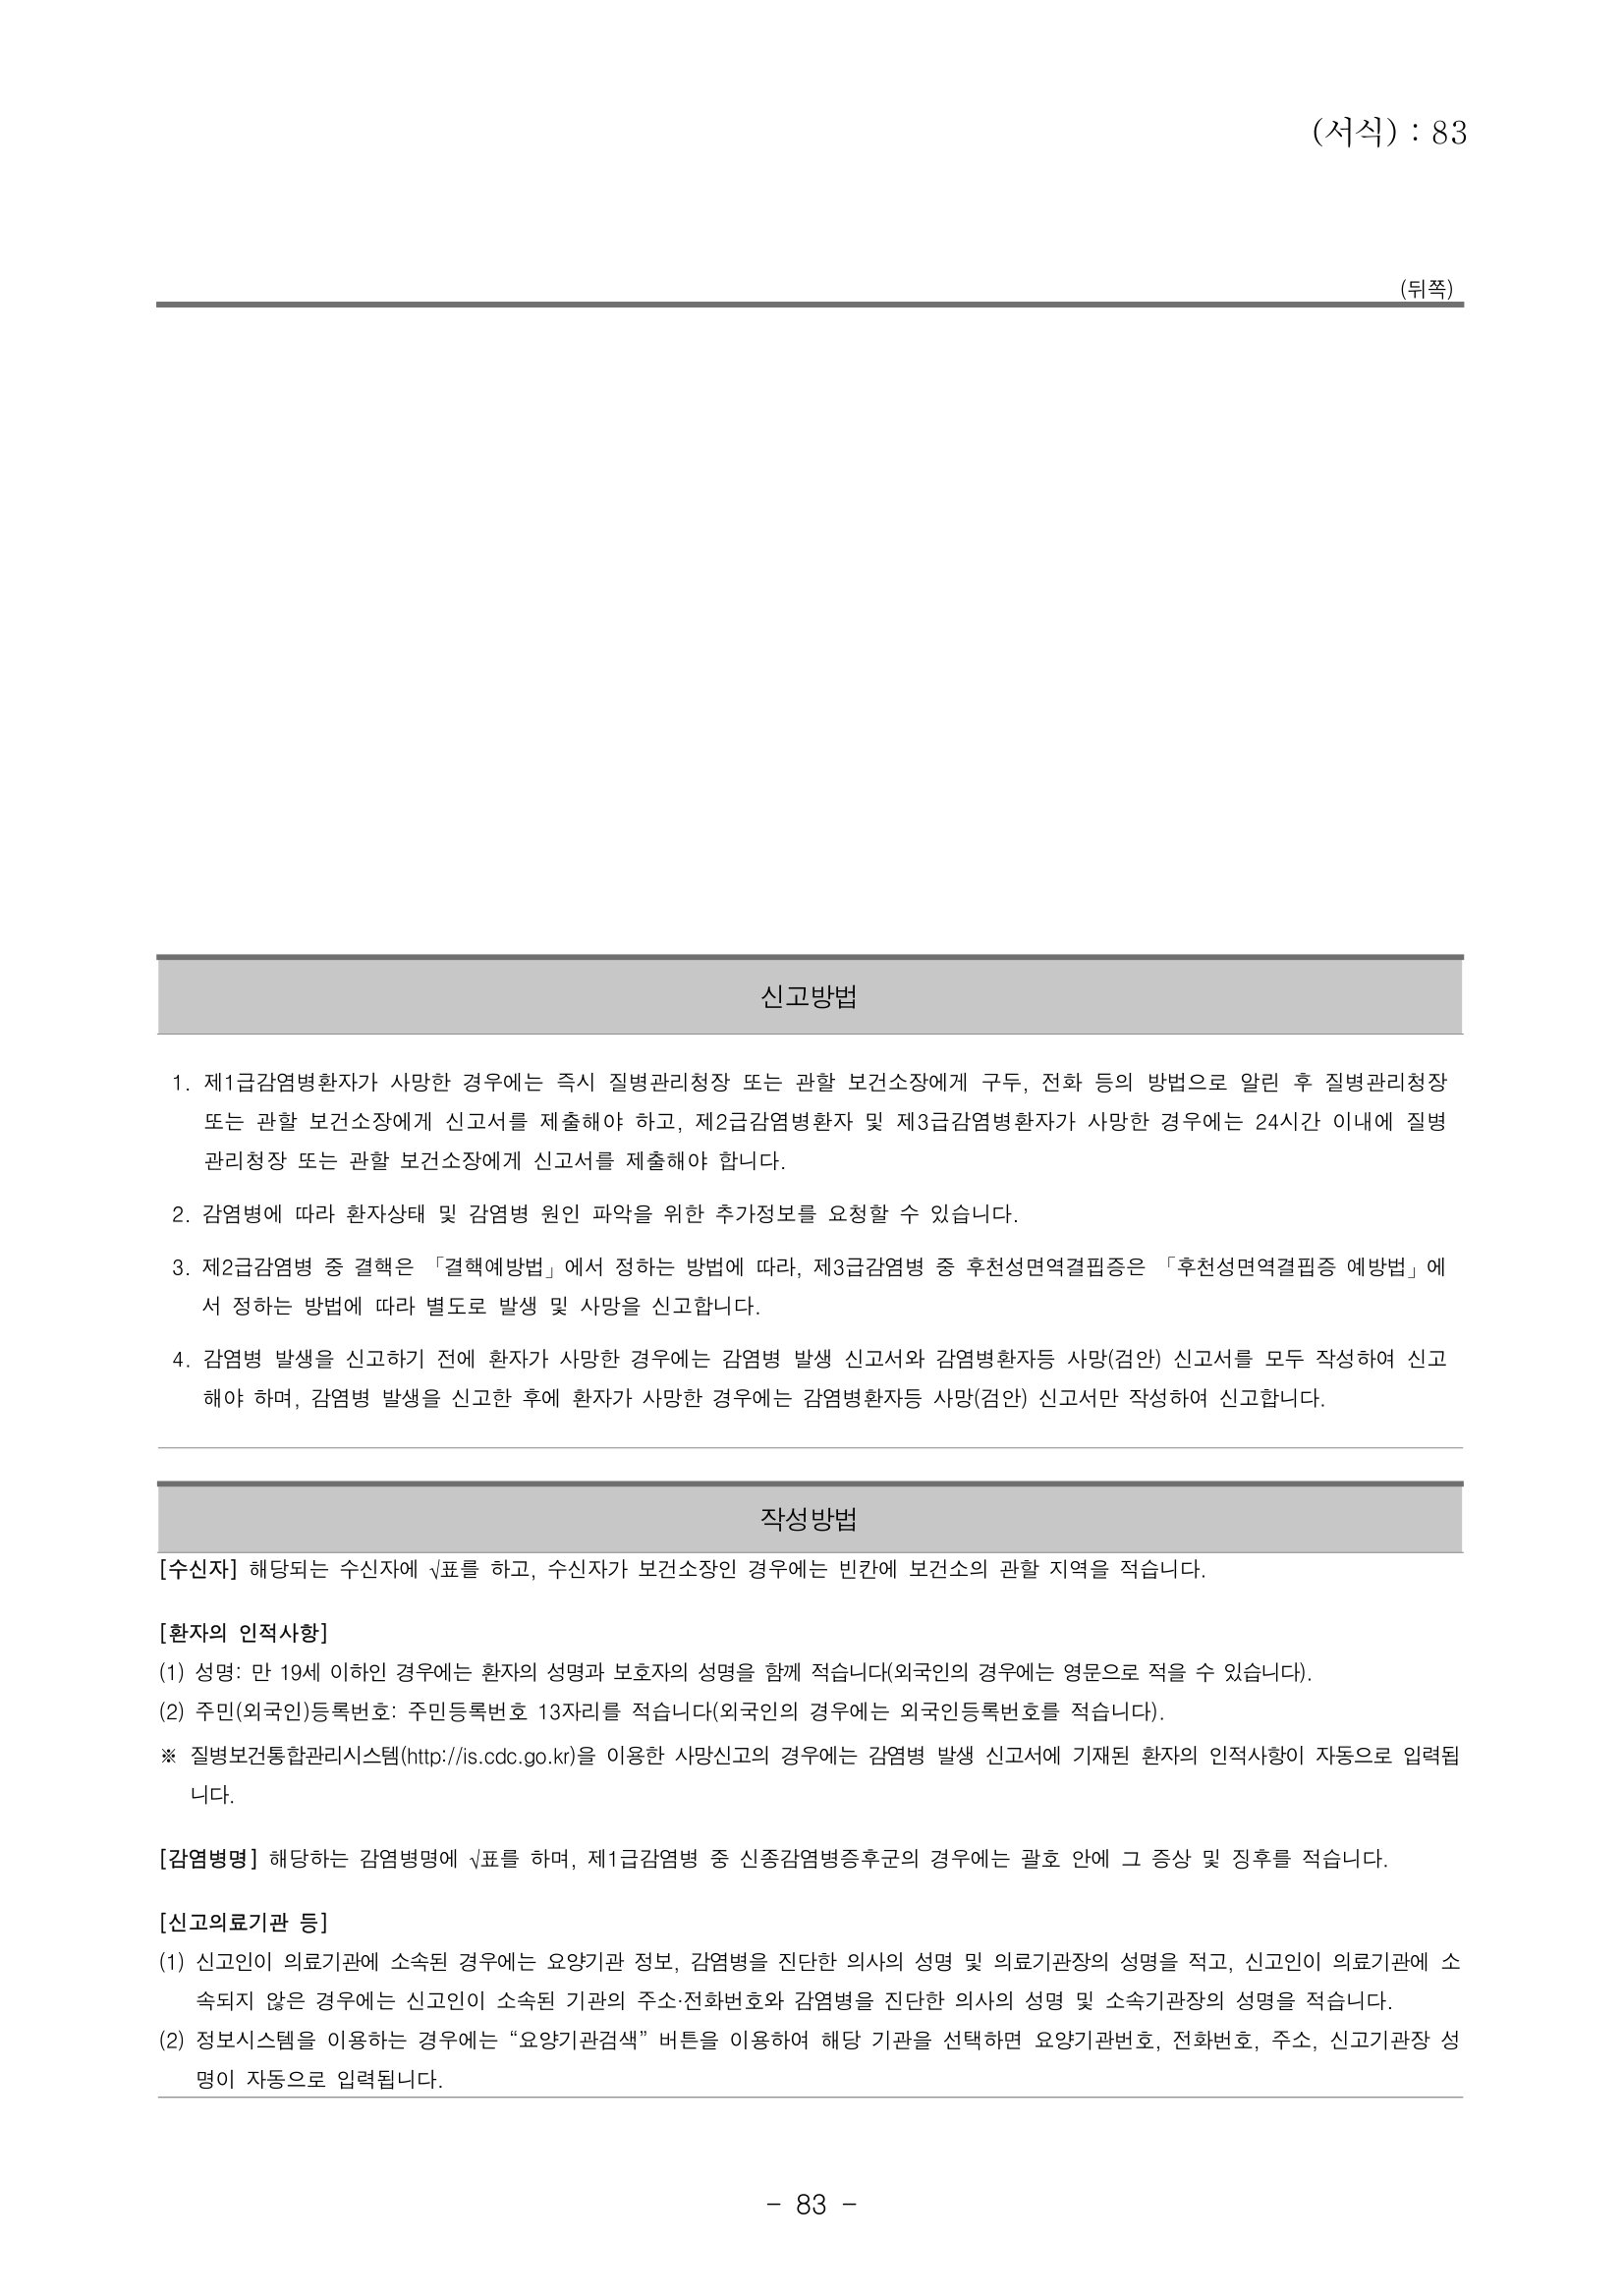 (서식) : 83
(뒤쪽)
신고방법
1. 제1급감염병환자가 사망한 경우에는 즉시 질병관리청장 또는 관할 보건소장에게 구두, 전화 등의 방법으로 알린 후 질병관리청장
또는 관할 보건소장에게 신고서를 제출해야 하고, 제2급감염병환자 및 제3급감염병환자가 사망한 경우에는 24시간 이내에 질병
관리청장 또는 관할 보건소장에게 신고서를 제출해야 합니다.
2. 감염병에 따라 환자상태 및 감염병 원인 파악을 위한 추가정보를 요청할 수 있습니다.
3. 제2급감염병 중 결핵은 「결핵예방법」에서 정하는 방법에 따라, 제3급감염병 중 후천성면역결핍증은 「후천성면역결핍증 예방법」에
서 정하는 방법에 따라 별도로 발생 및 사망을 신고합니다.
4. 감염병 발생을 신고하기 전에 환자가 사망한 경우에는 감염병 발생 신고서와 감염병환자등 사망(검안) 신고서를 모두 작성하여 신고
해야 하며, 감염병 발생을 신고한 후에 환자가 사망한 경우에는 감염병환자등 사망(검안) 신고서만 작성하여 신고합니다.
작성방법
[수신자] 해당되는 수신자에 √표를 하고, 수신자가 보건소장인 경우에는 빈칸에 보건소의 관할 지역을 적습니다.
[환자의 인적사항]
(1) 성명: 만 19세 이하인 경우에는 환자의 성명과 보호자의 성명을 함께 적습니다(외국인의 경우에는 영문으로 적을 수 있습니다).
(2) 주민(외국인)등록번호: 주민등록번호 13자리를 적습니다(외국인의 경우에는 외국인등록번호를 적습니다).
※ 질병보건통합관리시스템(http://is.cdc.go.kr)을 이용한 사망신고의 경우에는 감염병 발생 신고서에 기재된 환자의 인적사항이 자동으로 입력됩
니다.
[감염병명] 해당하는 감염병명에 √표를 하며, 제1급감염병 중 신종감염병증후군의 경우에는 괄호 안에 그 증상 및 징후를 적습니다.
[신고의료기관 등]
(1) 신고인이 의료기관에 소속된 경우에는 요양기관 정보, 감염병을 진단한 의사의 성명 및 의료기관장의 성명을 적고, 신고인이 의료기관에 소
속되지 않은 경우에는 신고인이 소속된 기관의 주소·전화번호와 감염병을 진단한 의사의 성명 및 소속기관장의 성명을 적습니다.
(2) 정보시스템을 이용하는 경우에는 “요양기관검색” 버튼을 이용하여 해당 기관을 선택하면 요양기관번호, 전화번호, 주소, 신고기관장 성
명이 자동으로 입력됩니다.
- 83 -